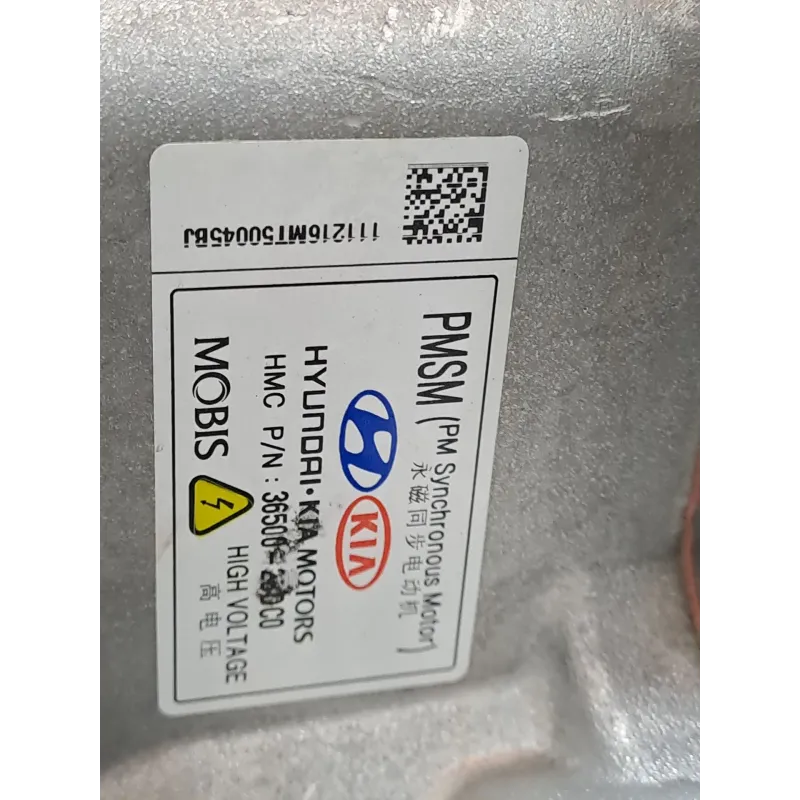 111216MT50045BJ
PMSM (PM Synchronous Motor)
永磁同步电动机
KIA
HYUNDAI·KIA MOTORS
HMC P/N : 36500-
MOBIS
HIGH VOLTAGE
高电压